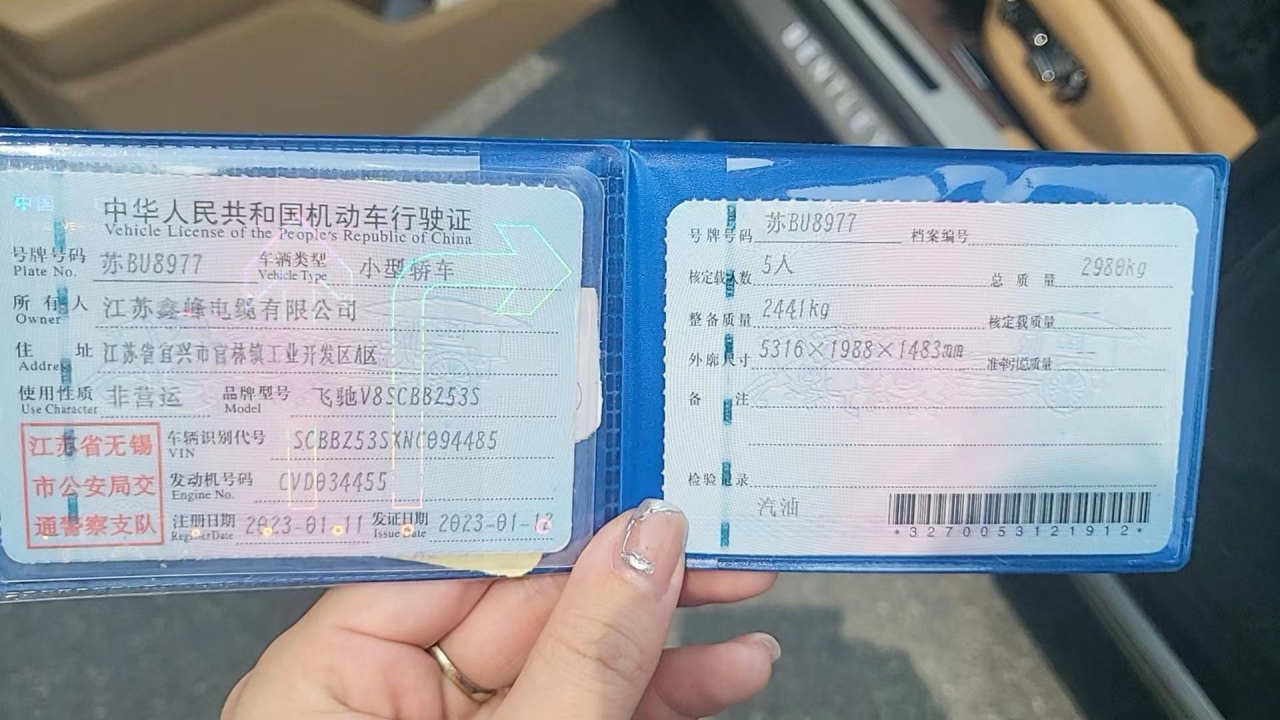 BENTLEY
中国
中华人民共和国机动车行驶证
Vehicle License of the People's Republic of China
号牌号码 苏BU8977 车辆类型 小型轿车
Plate No. Vehicle Type
所有人 江苏鑫峰电缆有限公司
Owner
住址 江苏省宜兴市官林镇工业开发区A区
Address
使用性质 非营运 品牌型号 飞驰V8SCBBZ53S
Use Character Model
江苏省无锡
市公安局交
通警察支队
车辆识别代号 SCBBZ53SXNC094485
VIN
发动机号码 CVD034455
Engine No.
注册日期 2023-01-11 发证日期 2023-01-12
Register Date Issue Date
号牌号码 苏BU8977 档案编号
核定载人数 5人 总质量 2980kg
整备质量 2441kg 核定载质量 --
外廓尺寸 5316×1988×1483mm 准牵引总质量 --
备注
检验记录
汽油
*3270053121912*